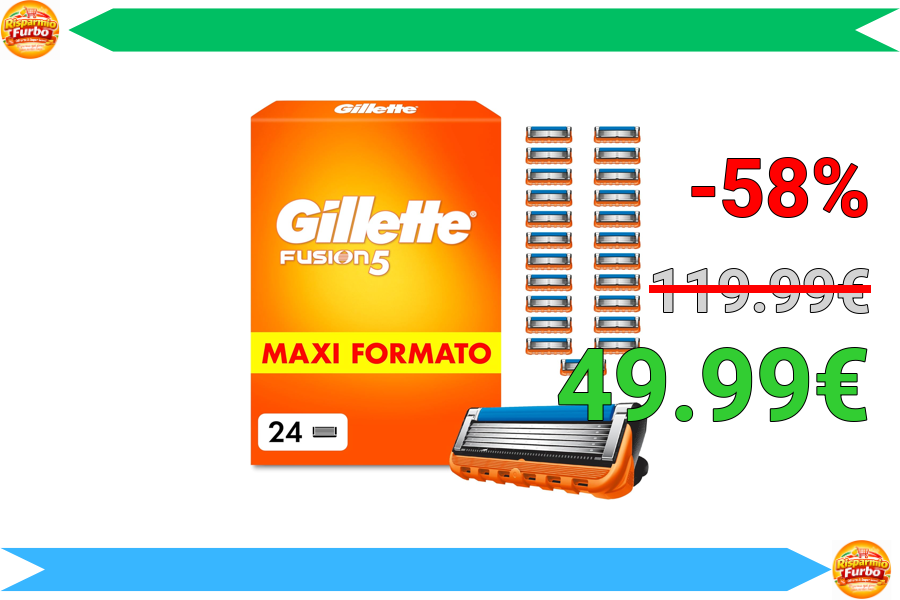 Risparmio
Furbo
Gillette
Gillette®
FUSION5
MAXI FORMATO
24
-58%
119.99€
49.99€
Risparmio
Furbo